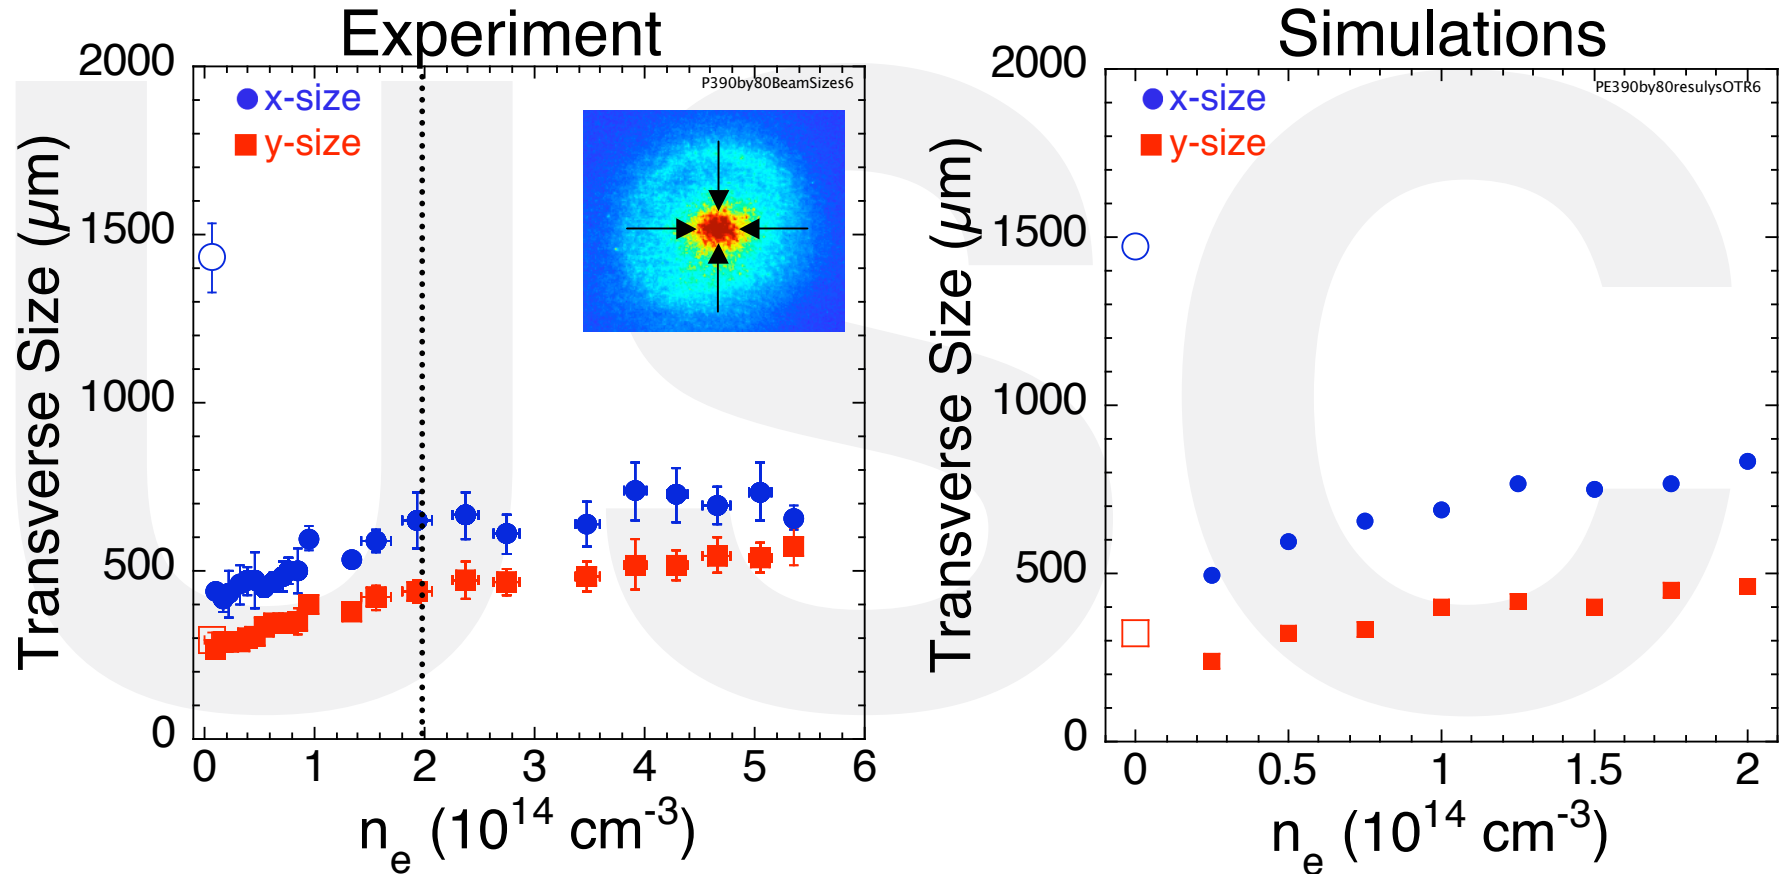 Experiment
2000
1500
1000
500
0
Transverse Size (µm)
x-size
y-size
P390by80BeamSizes6
0 1 2 3 4 5 6
n_e (10^14 cm^-3)
Simulations
2000
1500
1000
500
0
Transverse Size (µm)
x-size
y-size
PE390by80resulysOTR6
0 0.5 1 1.5 2
n_e (10^14 cm^-3)
USC